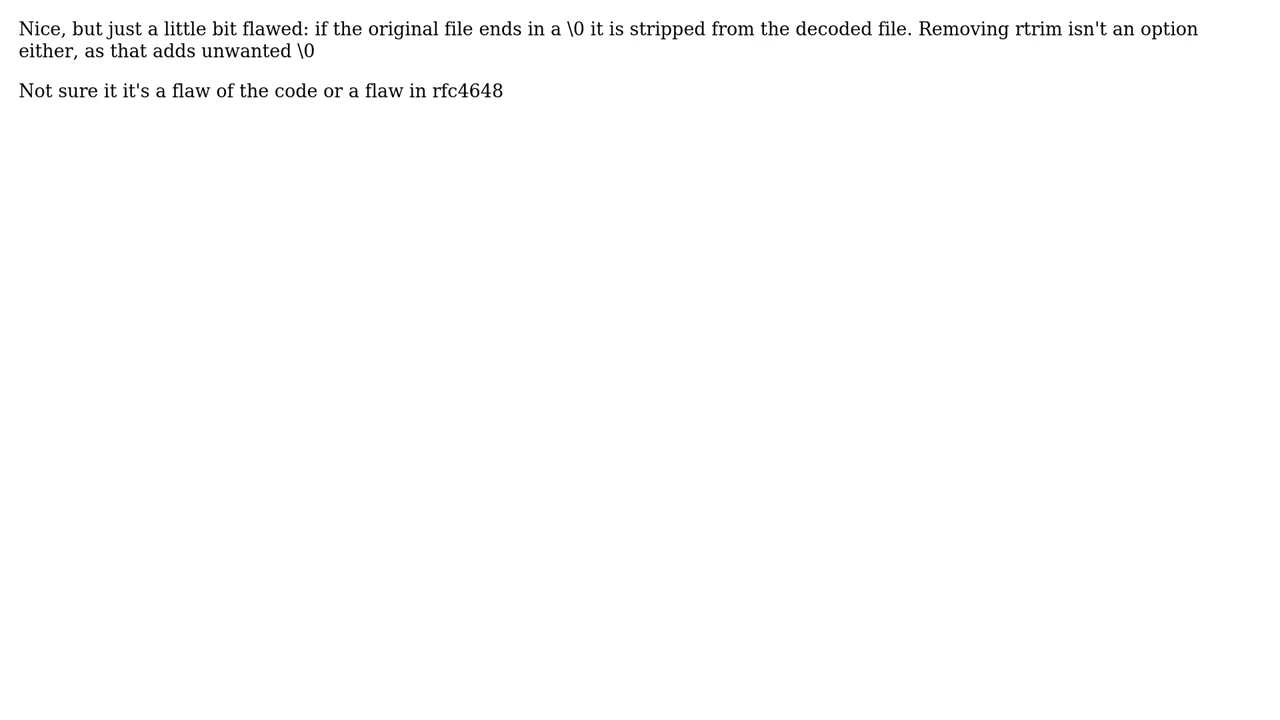 Nice, but just a little bit flawed: if the original file ends in a \0 it is stripped from the decoded file. Removing rtrim isn't an option
either, as that adds unwanted \0
Not sure it it's a flaw of the code or a flaw in rfc4648